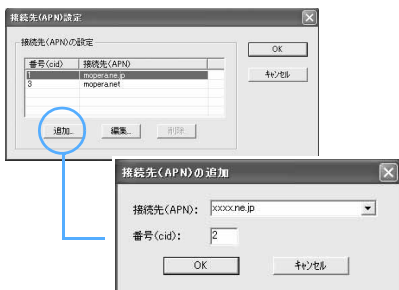 接続先(APN)設定
接続先(APN)の設定
番号(cid) 接続先(APN)
1 mopera.ne.jp
3 mopera.net
追加... 編集... 削除
OK
キャンセル
接続先(APN)の追加
接続先(APN): xxxx.ne.jp
番号(cid): 2
OK キャンセル